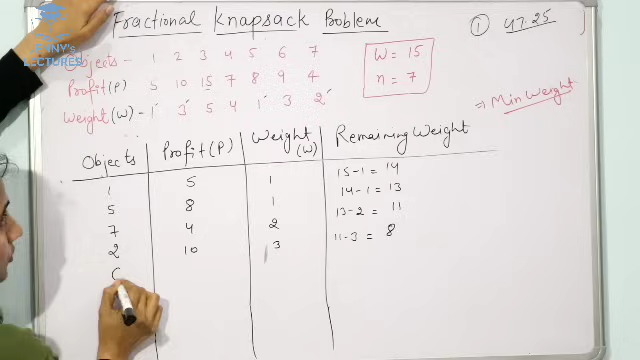 Fractional Knapsack Problem
① 47.25
JENNY's
LECTURES
Objects - 1 2 3 4 5 6 7
Profit (P) 5 10 15 7 8 9 4
Weight (W) - 1 3 5 4 1 3 2
W = 15
n = 7
⇒ Min Weight
Objects Profit (P) Weight (W) Remaining Weight
1 5 1 15-1 = 14
5 8 1 14-1 = 13
7 4 2 13-2 = 11
2 10 3 11-3 = 8